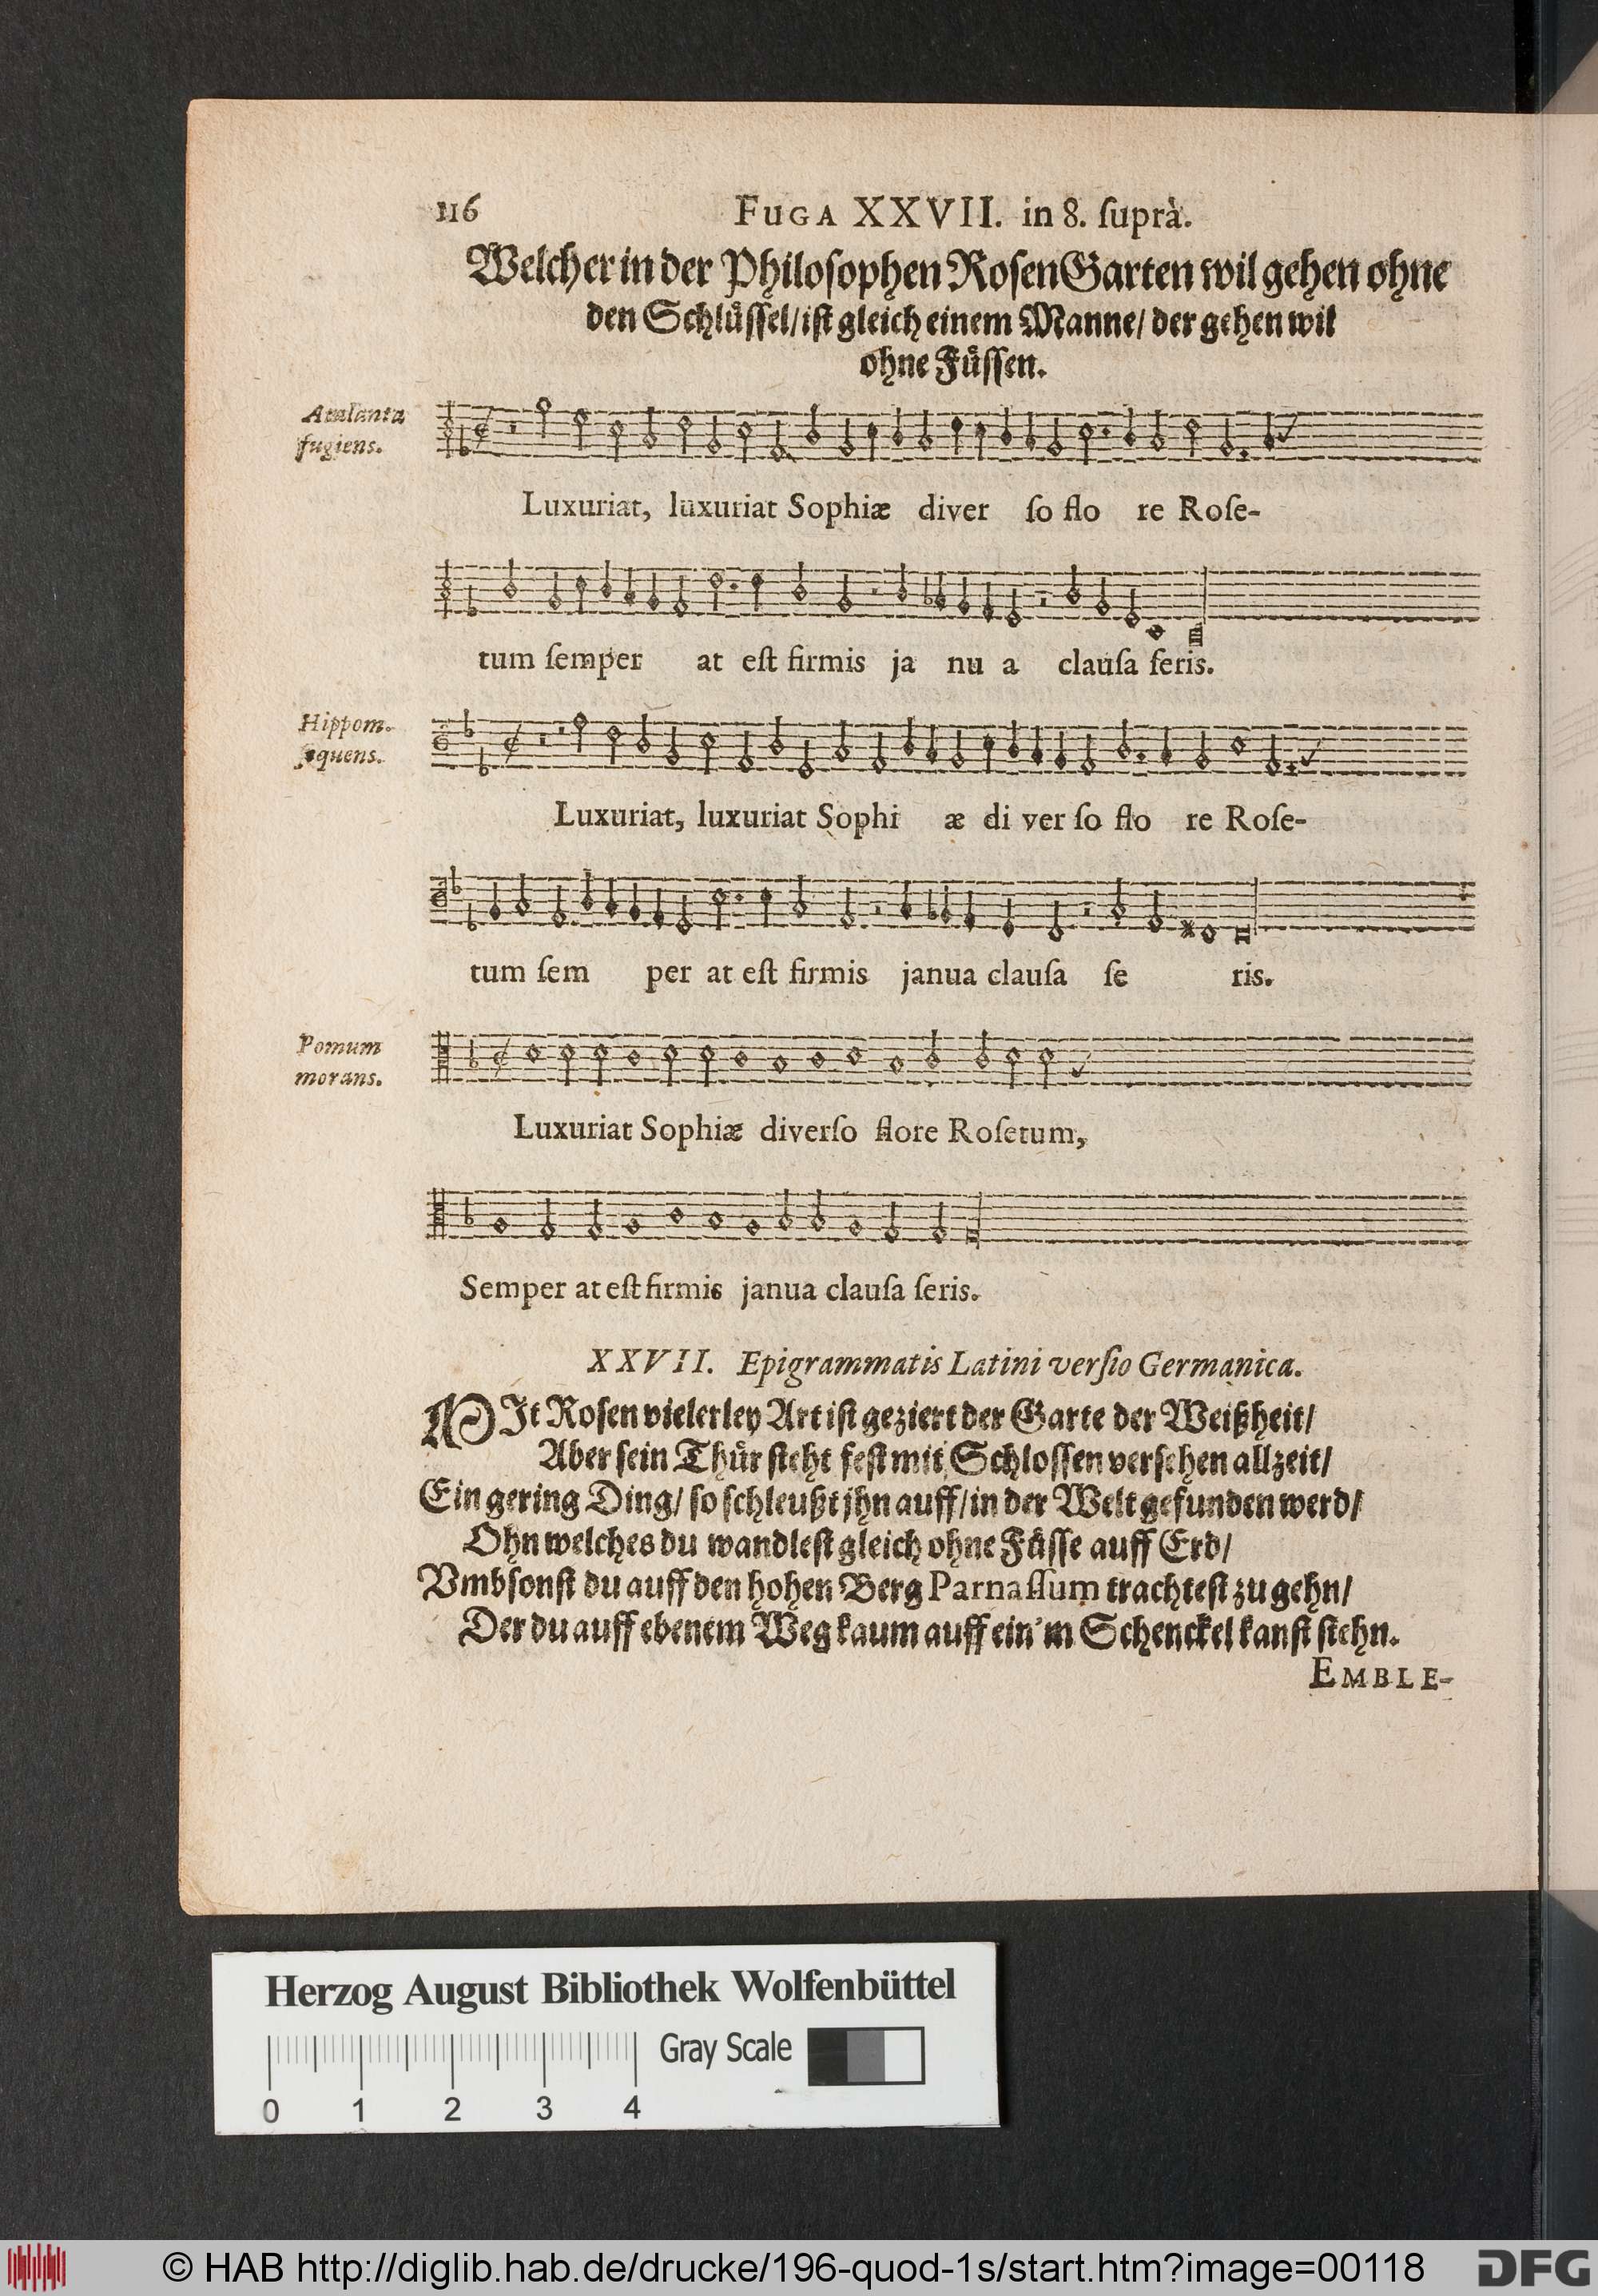 116 FUGA XXVII. in 8. ſuprà.
Welcher in der Philoſophen RoſenGarten wil gehen ohne
den Schlüſſel/ iſt gleich einem Manne/ der gehen wil
ohne Füſſen.
Atalanta
fugiens.
Luxuriat, luxuriat Sophiæ diver ſo flo re Roſe-
tum ſemper at eſt firmis ja nu a clauſa ſeris.
Hippom.
ſequens.
Luxuriat, luxuriat Sophi æ di ver ſo flo re Roſe-
tum ſem per at eſt firmis janua clauſa ſe ris.
Pomum
morans.
Luxuriat Sophiæ diverſo flore Roſetum,
Semper at eſt firmis janua clauſa ſeris.
XXVII. Epigrammatis Latini verſio Germanica.
MIt Roſen vielerley Art iſt geziert der Garte der Weißheit/
Aber ſein Thür ſteht feſt mit Schloſſen verſehen allzeit/
Ein gering Ding/ ſo ſchleußt jhn auff/ in der Welt gefunden werd/
Ohn welches du wandleſt gleich ohne Füſſe auff Erd/
Vmbſonſt du auff den hohen Berg Parnaſſum trachteſt zu gehn/
Der du auff ebenem Weg kaum auff ein'm Schenckel kanſt ſtehn.
EMBLE-
Herzog August Bibliothek Wolfenbüttel
Gray Scale
0 1 2 3 4
© HAB http://diglib.hab.de/drucke/196-quod-1s/start.htm?image=00118 DFG